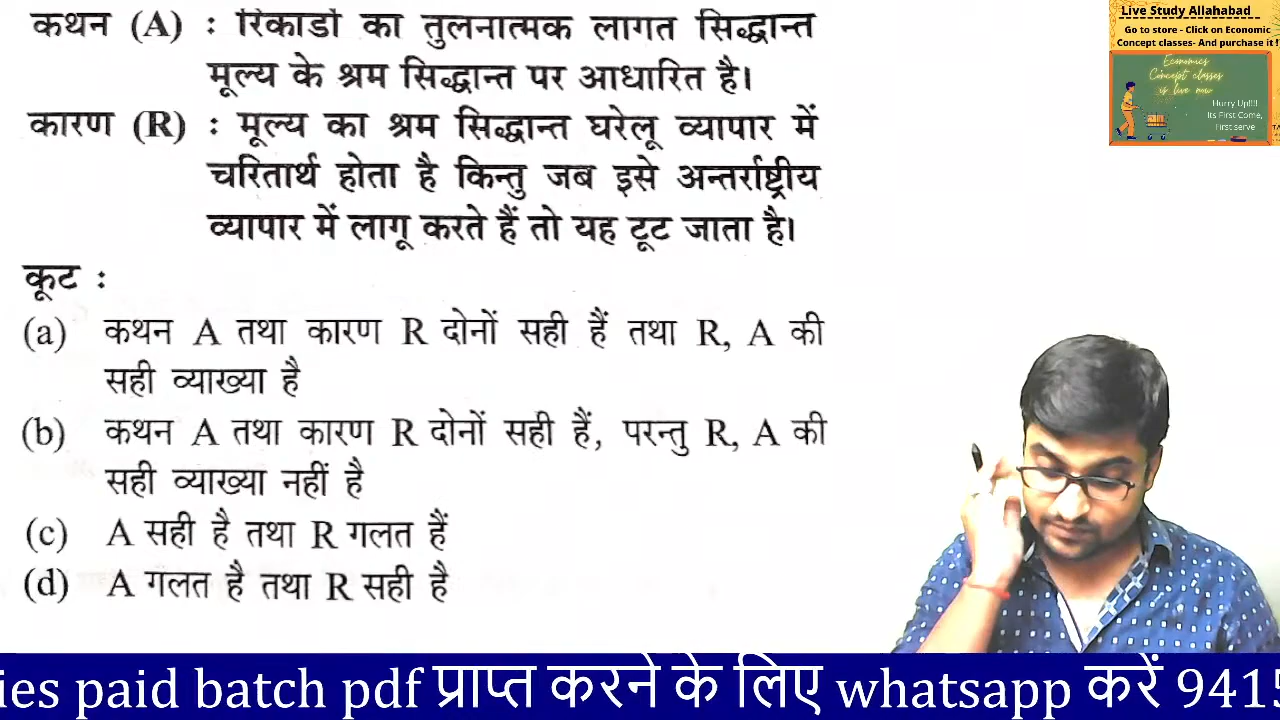 कथन (A) : रिकार्डो का तुलनात्मक लागत सिद्धान्त
मूल्य के श्रम सिद्धान्त पर आधारित है।
कारण (R) : मूल्य का श्रम सिद्धान्त घरेलू व्यापार में
चरितार्थ होता है किन्तु जब इसे अन्तर्राष्ट्रीय
व्यापार में लागू करते हैं तो यह टूट जाता है।
कूट :
(a) कथन A तथा कारण R दोनों सही हैं तथा R, A की
सही व्याख्या है
(b) कथन A तथा कारण R दोनों सही हैं, परन्तु R, A की
सही व्याख्या नहीं है
(c) A सही है तथा R गलत हैं
(d) A गलत है तथा R सही है
Live Study Allahabad
Go to store - Click on Economic
Concept classes- And purchase it !
Economics
Concept classes
is live now
Hurry Up!!!!
Its First Come,
First serve
ies paid batch pdf प्राप्त करने के लिए whatsapp करें 9415